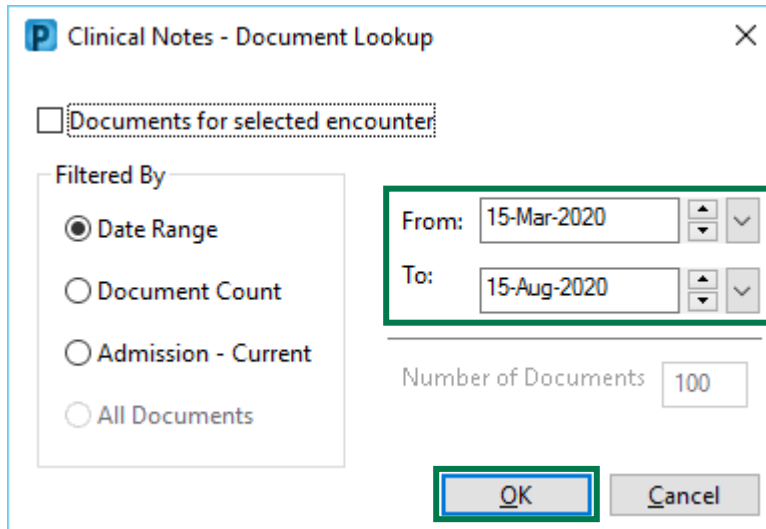 P Clinical Notes - Document Lookup
Documents for selected encounter
Filtered By
Date Range
Document Count
Admission - Current
All Documents
From: 15-Mar-2020
To: 15-Aug-2020
Number of Documents 100
OK Cancel